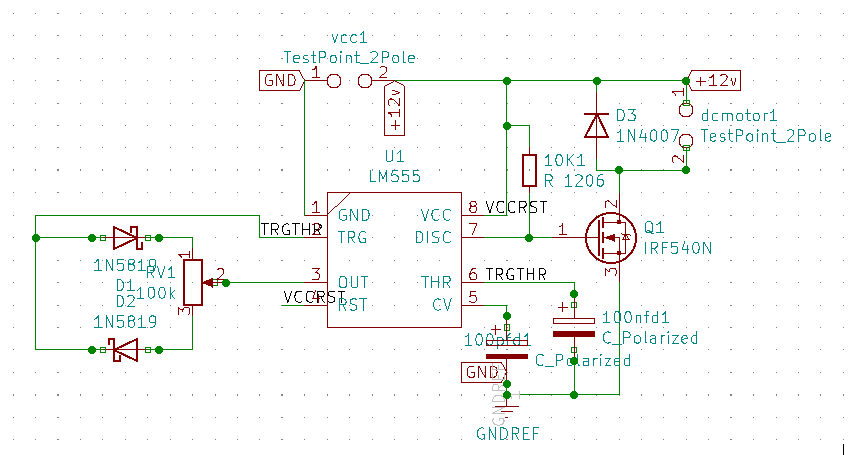 vcc1
TestPoint_2Pole
GND
1
2
+12v
+12v
1
D3
1N4007
dcmotor1
TestPoint_2Pole
2
U1
LM555
10K1
R_1206
1
GND
VCC
8
VCCRST
TRGTHR
2
TRG
DISC
7
1
2
Q1
IRF540N
3
1N5819
D1
RV1
100k
1
2
3
D2
1N5819
3
OUT
THR
6
TRGTHR
VCCRST
4
RST
CV
5
100nfd1
C_Polarized
100pfd1
C_Polarized
GND
GNDREF
GNDREF